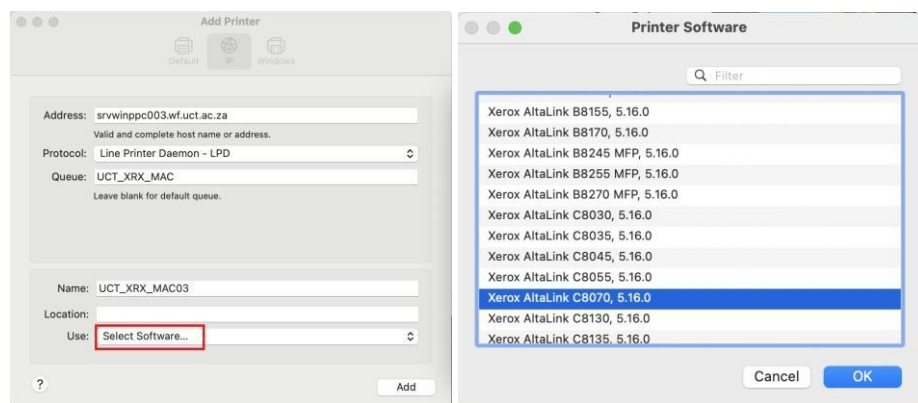 Add Printer
Default IP Windows
Address: srvwinppc003.wf.uct.ac.za
Valid and complete host name or address.
Protocol: Line Printer Daemon - LPD
Queue: UCT_XRX_MAC
Leave blank for default queue.
Name: UCT_XRX_MAC03
Location:
Use: Select Software...
?
Add
Printer Software
Filter
Xerox AltaLink B8155, 5.16.0
Xerox AltaLink B8170, 5.16.0
Xerox AltaLink B8245 MFP, 5.16.0
Xerox AltaLink B8255 MFP, 5.16.0
Xerox AltaLink B8270 MFP, 5.16.0
Xerox AltaLink C8030, 5.16.0
Xerox AltaLink C8035, 5.16.0
Xerox AltaLink C8045, 5.16.0
Xerox AltaLink C8055, 5.16.0
Xerox AltaLink C8070, 5.16.0
Xerox AltaLink C8130, 5.16.0
Xerox AltaLink C8135, 5.16.0
Cancel OK